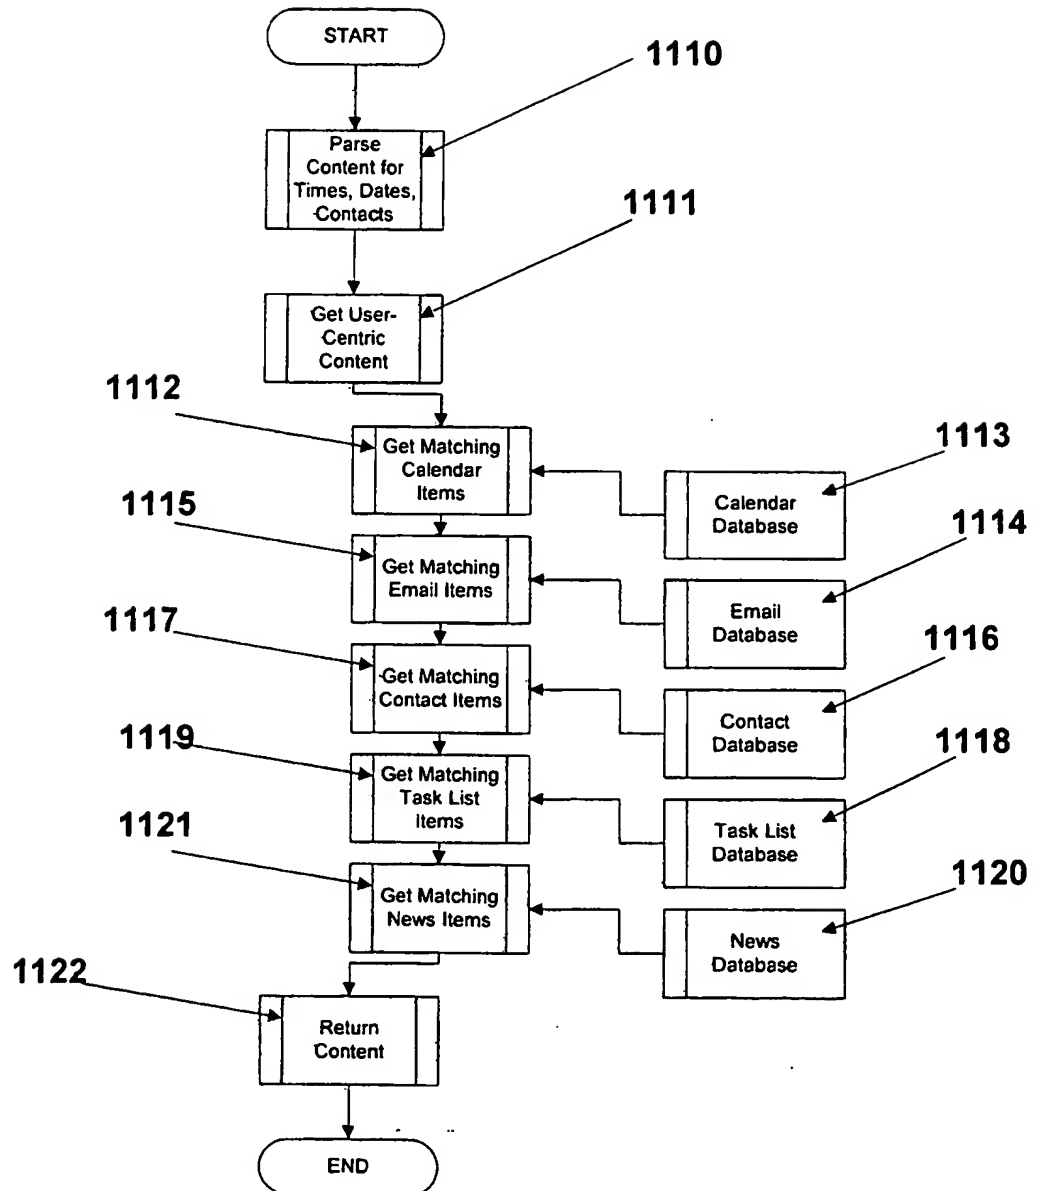 START
1110
Parse
Content for
Times, Dates,
Contacts
1111
Get User-
Centric
Content
1112
Get Matching
Calendar
Items
1113
Calendar
Database
1115
Get Matching
Email Items
1114
Email
Database
1117
Get Matching
Contact Items
1116
Contact
Database
1119
Get Matching
Task List
Items
1118
Task List
Database
1121
Get Matching
News Items
1120
News
Database
1122
Return
Content
END